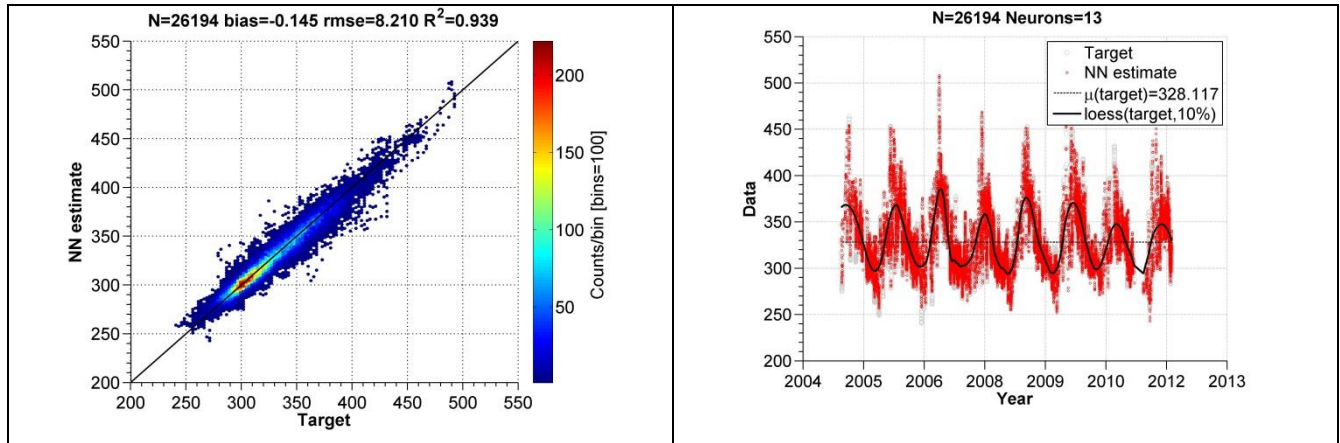 N=26194 bias=-0.145 rmse=8.210 R²=0.939
550
500
450
400
350
300
250
200
NN estimate
200 250 300 350 400 450 500 550
Target
200
150
100
50
Counts/bin [bins=100]
N=26194 Neurons=13
550
500
450
400
350
300
250
200
Data
Target
NN estimate
μ(target)=328.117
loess(target,10%)
2004 2005 2006 2008 2009 2010 2012 2013
Year